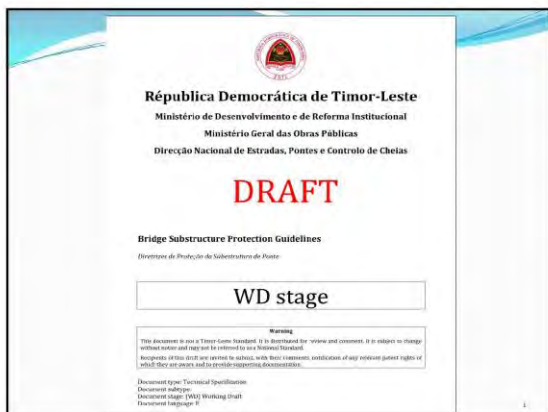 Répública Democrática de Timor-Leste
Ministério de Desenvolvimento e de Reforma Institucional
Ministério Geral das Obras Públicas
Direcção Nacional de Estradas, Pontes e Controlo de Cheias
DRAFT
Bridge Substructure Protection Guidelines
Diretrizes de Proteção da Subestrutura de Ponte
WD stage
Warning
This document is not a Timor-Leste Standard. It is distributed for review and comment. It is subject to change
without notice and may not be referred to as a National Standard.
Recipients of this draft are invited to submit, with their comments, notification of any relevant patent rights of
which they are aware and to provide supporting documentation.
Document type: Technical Specification
Document subtype:
Document stage: (WD) Working Draft
Document language: E
1